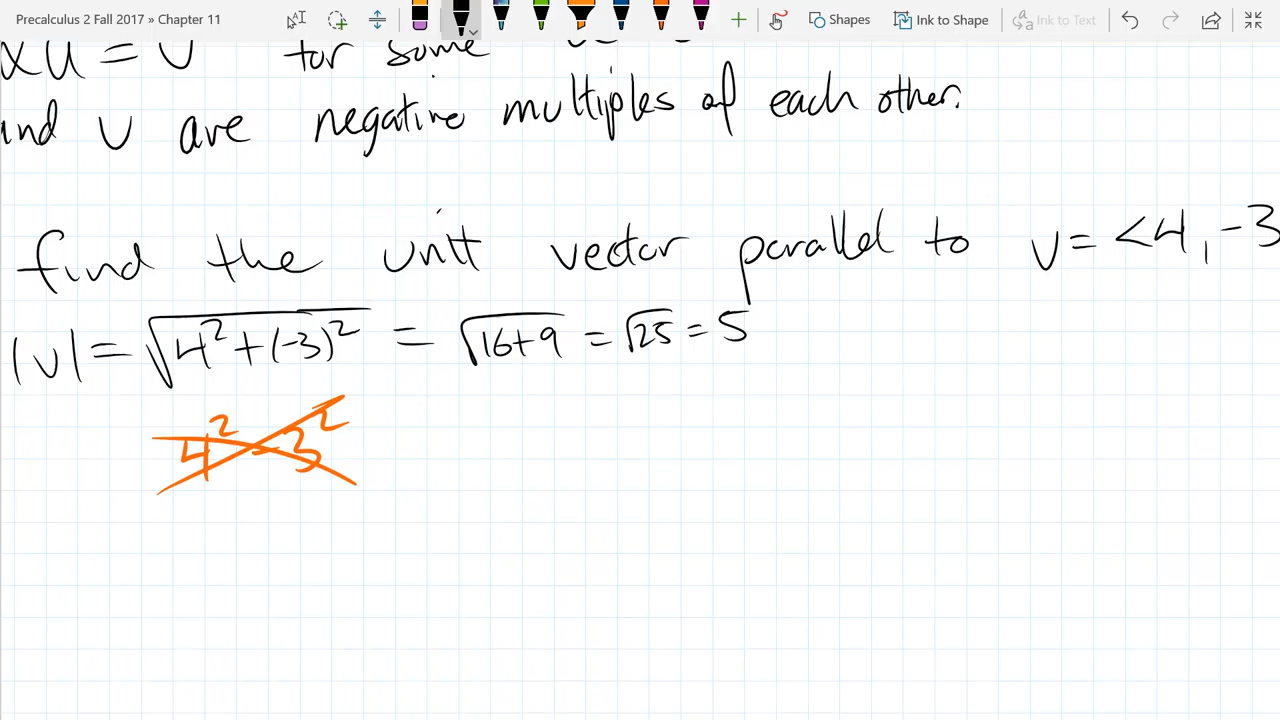 Precalculus 2 Fall 2017 » Chapter 11
Shapes
Ink to Shape
Ink to Text
u = v for some
and v are negative multiples of each other.
find the unit vector parallel to v = <4, -3
|v| = √4² + (-3)² = √16+9 = √25 = 5
4² - 3²